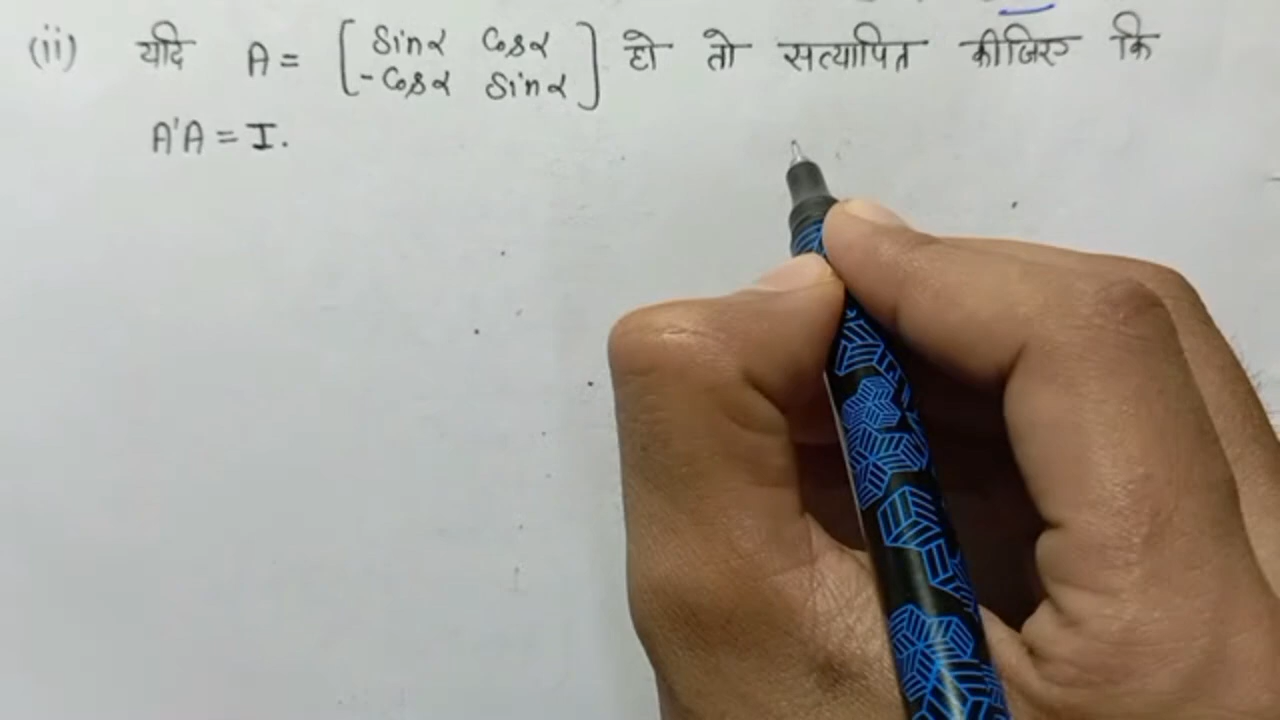 (ii) यदि A = [ Sinα Cosα
-Cosα Sinα ] हो तो सत्यापित कीजिए कि
A'A = I.